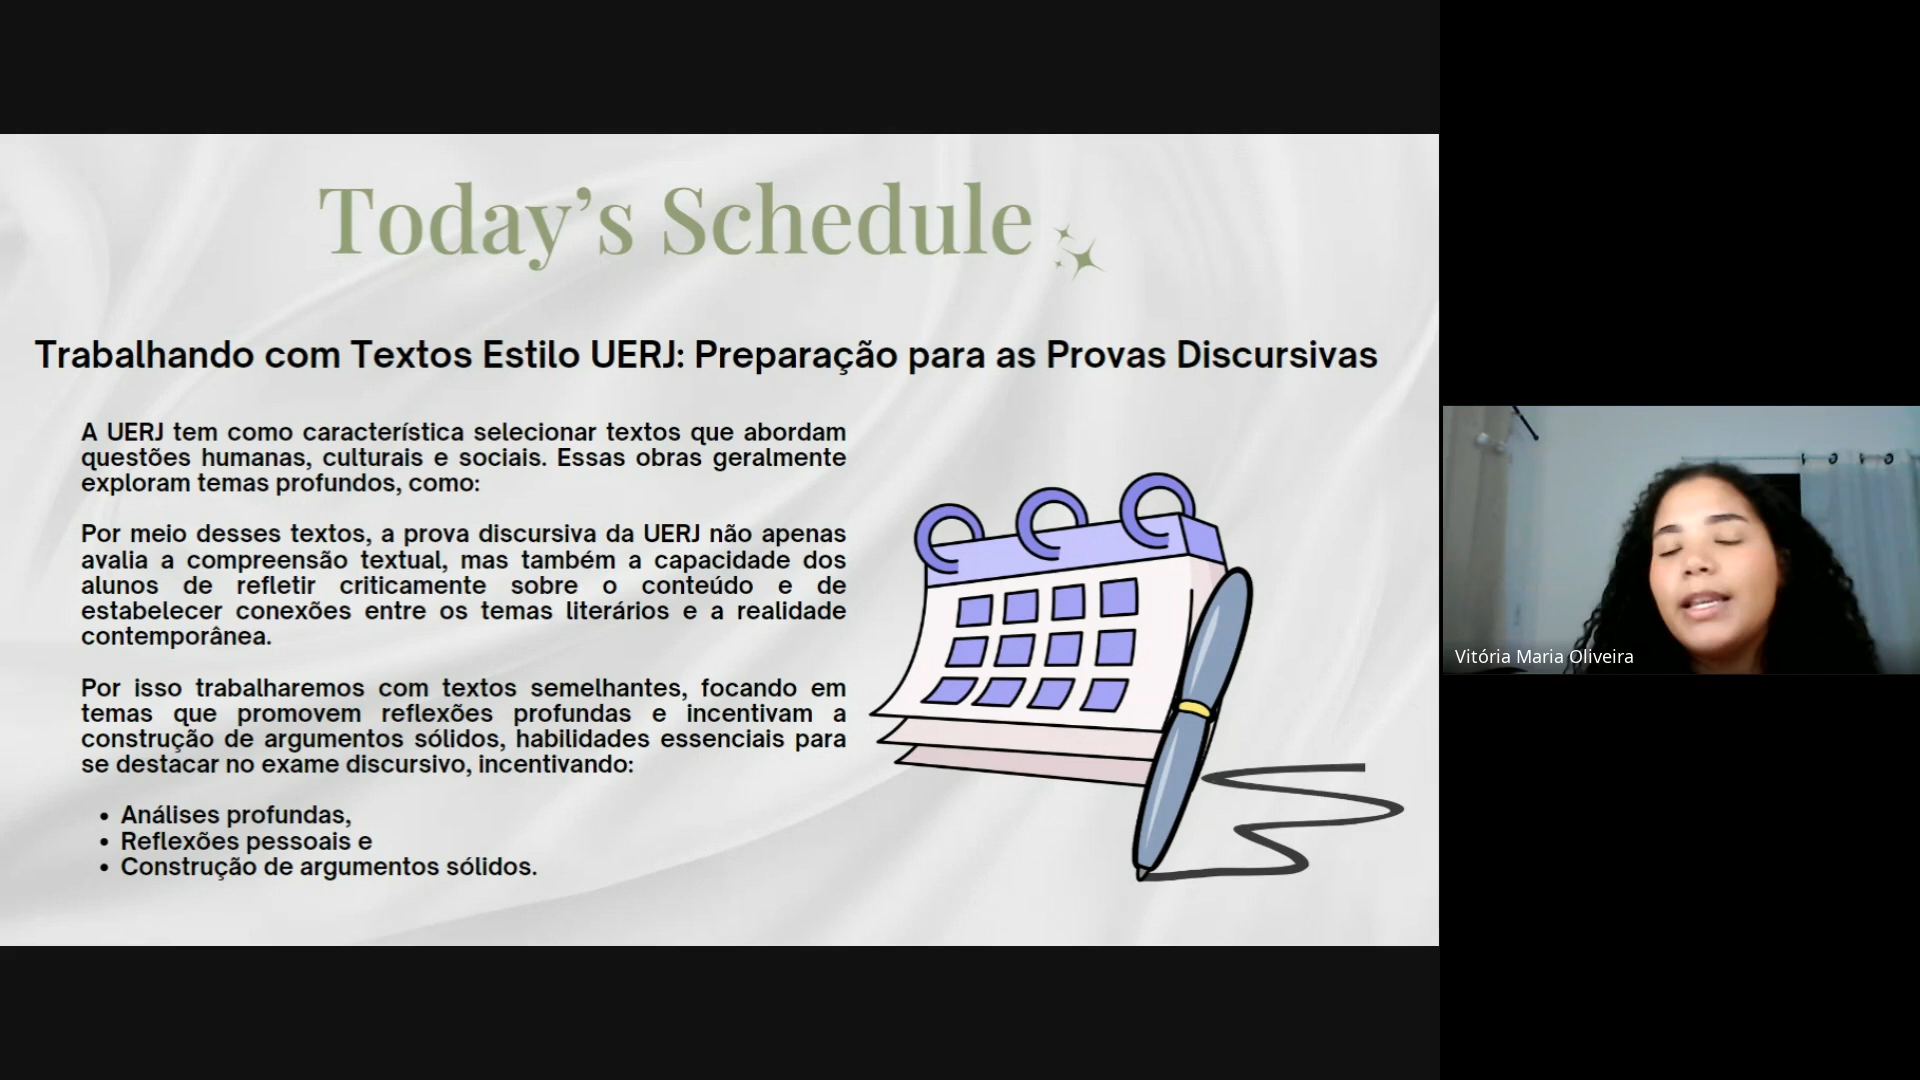 Today's Schedule
Trabalhando com Textos Estilo UERJ: Preparação para as Provas Discursivas
A UERJ tem como característica selecionar textos que abordam
questões humanas, culturais e sociais. Essas obras geralmente
exploram temas profundos, como:
Por meio desses textos, a prova discursiva da UERJ não apenas
avalia a compreensão textual, mas também a capacidade dos
alunos de refletir criticamente sobre o conteúdo e de
estabelecer conexões entre os temas literários e a realidade
contemporânea.
Por isso trabalharemos com textos semelhantes, focando em
temas que promovem reflexões profundas e incentivam a
construção de argumentos sólidos, habilidades essenciais para
se destacar no exame discursivo, incentivando:
• Análises profundas,
• Reflexões pessoais e
• Construção de argumentos sólidos.
Vitória Maria Oliveira